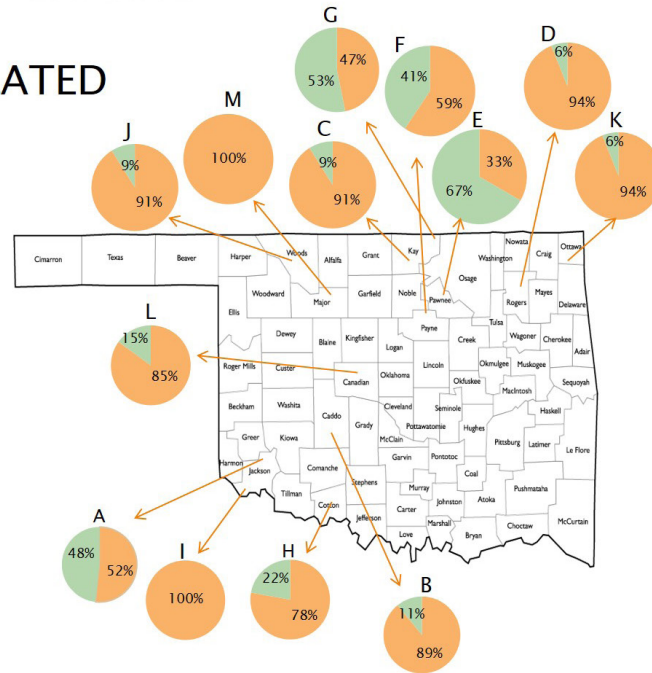 ATED
G
47%
53%
F
41%
59%
D
6%
94%
M
100%
J
9%
91%
C
9%
91%
E
33%
67%
K
6%
94%
Cimarron
Texas
Beaver
Harper
Woods
Alfalfa
Grant
Kay
Nowata
Craig
Ottawa
Washington
Osage
Woodward
Major
Garfield
Noble
Pawnee
Rogers
Mayes
Delaware
Ellis
Tulsa
Payne
Dewey
Blaine
Kingfisher
Logan
Creek
Wagoner
Cherokee
Adair
L
15%
85%
Roger Mills
Custer
Canadian
Oklahoma
Lincoln
Okmulgee
Muskogee
Okfuskee
Sequoyah
MacIntosh
Beckham
Washita
Caddo
Grady
Cleveland
Seminole
Pottawatomie
Haskell
Greer
Kiowa
McClain
Hughes
Pittsburg
Latimer
Le Flore
Harmon
Jackson
Comanche
Garvin
Pontotoc
Coal
Stephens
Tillman
Cotton
Murray
Johnston
Atoka
Pushmataha
Jefferson
Carter
Marshall
Love
Bryan
Choctaw
McCurtain
A
48%
52%
I
100%
H
22%
78%
B
11%
89%